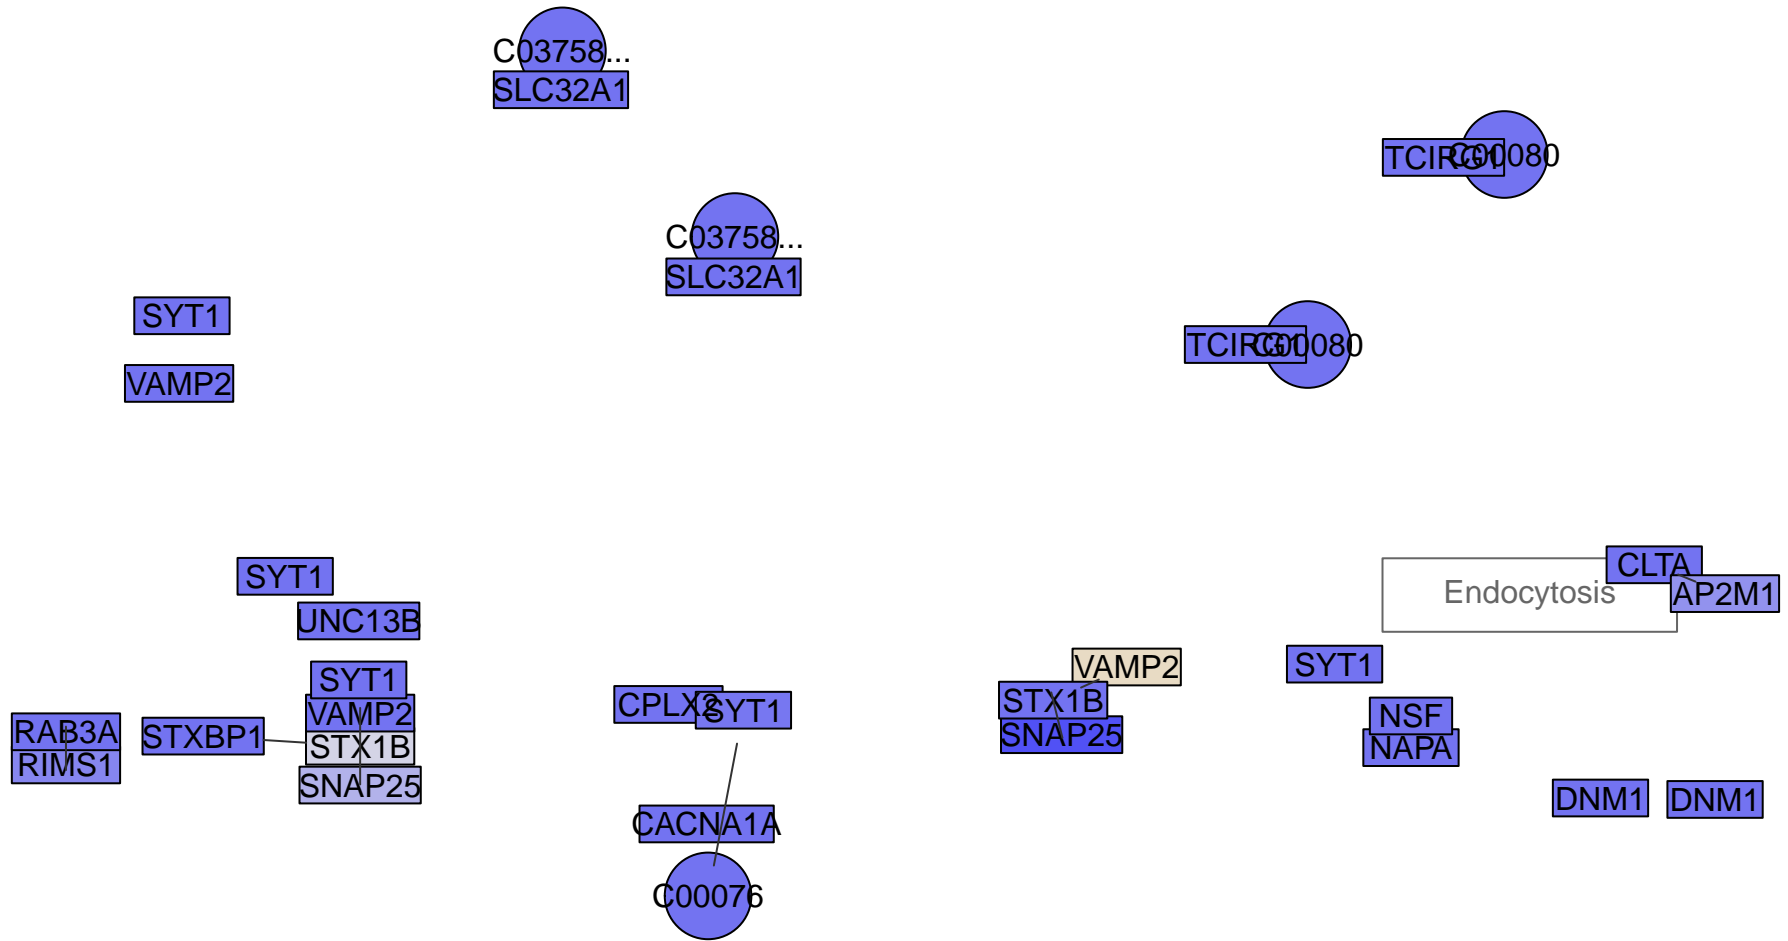 C03758...
SLC32A1
TCIRG1
C00080
C03758...
SLC32A1
SYT1
TCIRG1
C00080
VAMP2
SYT1
CLTA
Endocytosis
AP2M1
UNC13B
SYT1
VAMP2
SYT1
CPLX2
SYT1
STX1B
VAMP2
NSF
RAB3A
STXBP1
STX1B
SNAP25
NAPA
RIMS1
SNAP25
DNM1
DNM1
CACNA1A
C00076